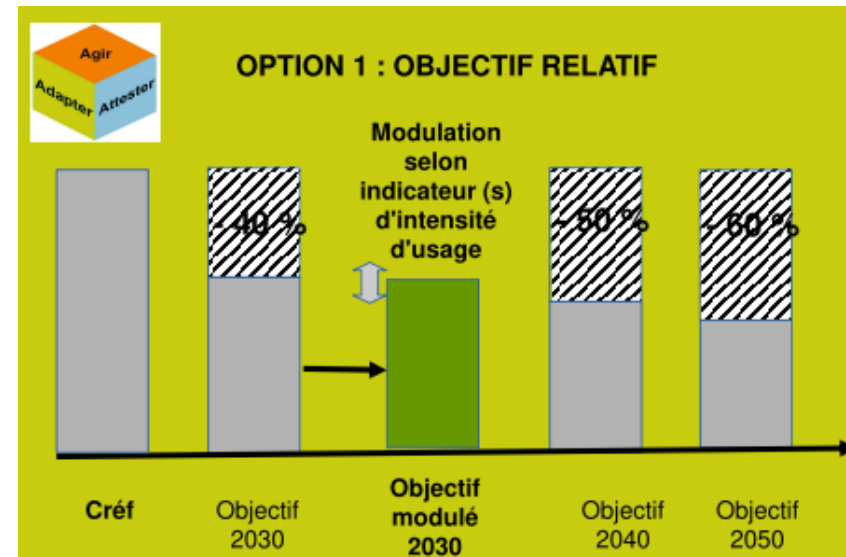 Agir
Adapter
Attester
OPTION 1 : OBJECTIF RELATIF
Modulation
selon
indicateur (s)
d'intensité
d'usage
- 40 %
- 50 %
- 60 %
Créf
Objectif
2030
Objectif
modulé
2030
Objectif
2040
Objectif
2050